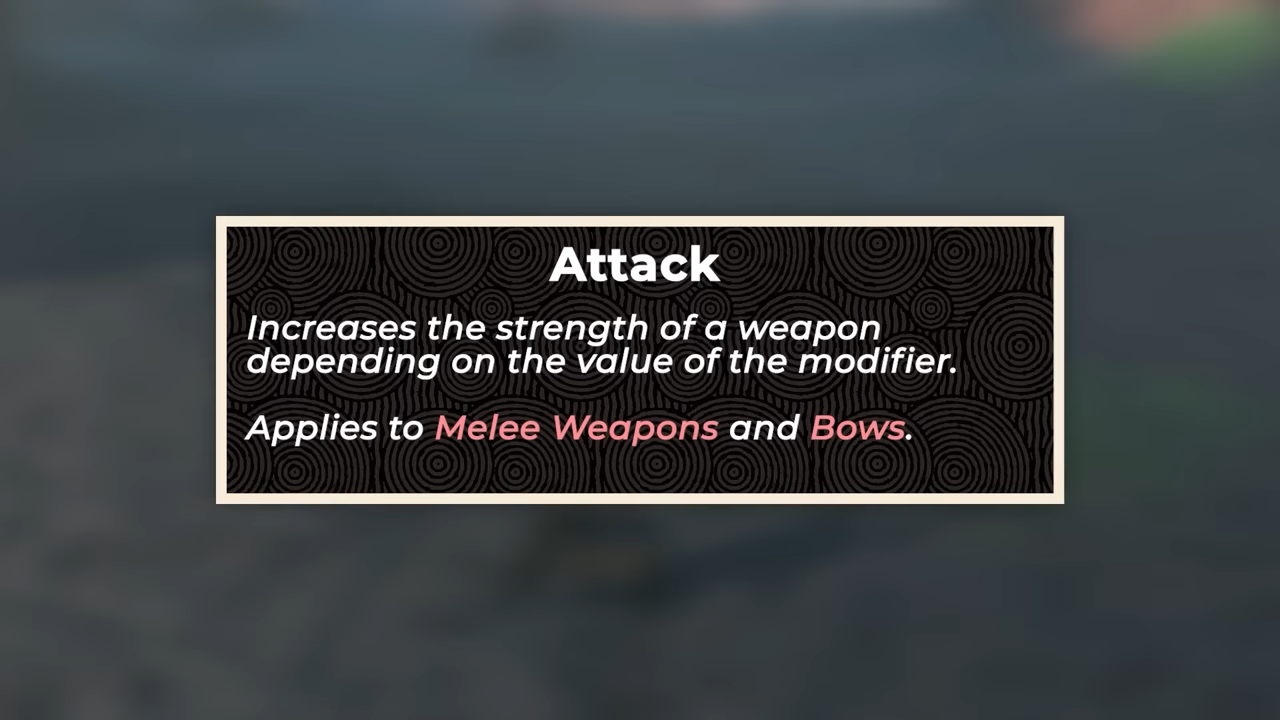 Attack
Increases the strength of a weapon
depending on the value of the modifier.
Applies to Melee Weapons and Bows.